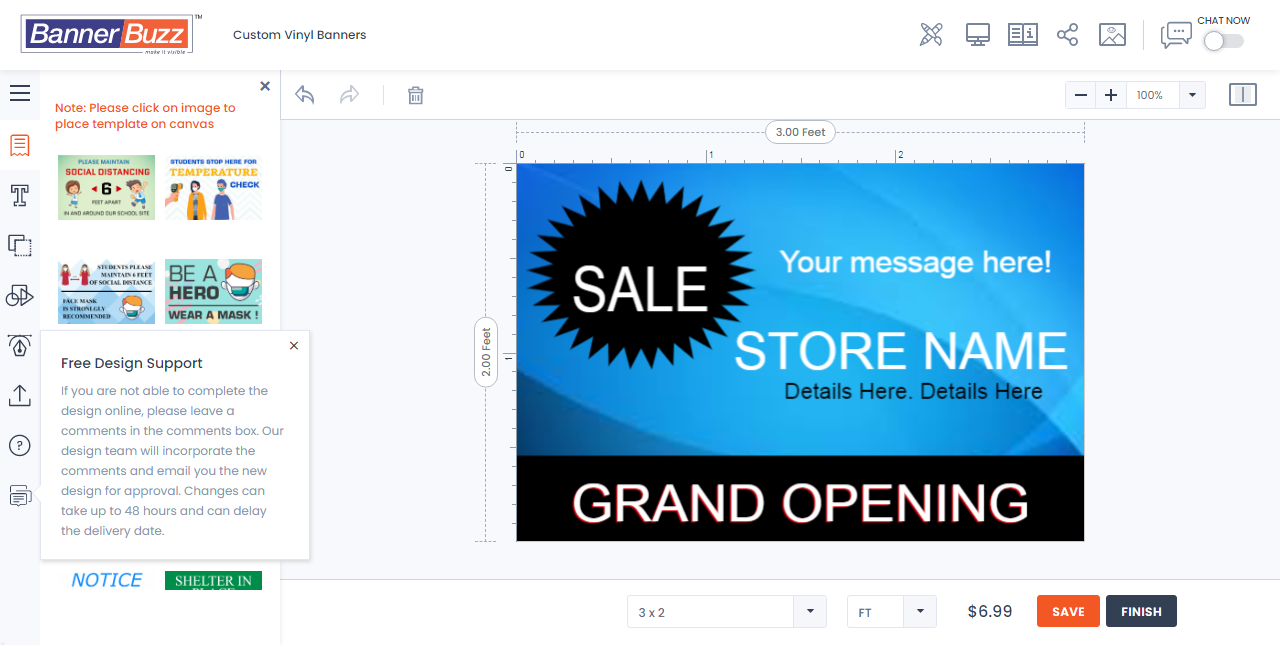 BannerBuzz™
make it visible
Custom Vinyl Banners
CHAT NOW
Note: Please click on image to
place template on canvas
100%
PLEASE MAINTAIN
SOCIAL DISTANCING
6
FEET APART
IN AND AROUND OUR SCHOOL SITE
STUDENTS STOP HERE FOR
TEMPERATURE
CHECK
STUDENTS PLEASE
MAINTAIN 6 FEET
OF SOCIAL DISTANCE
FACE MASK
IS STRONLGLY
RECOMMENDED
BE A
HERO
WEAR A MASK !
Free Design Support
If you are not able to complete the
design online, please leave a
comments in the comments box. Our
design team will incorporate the
comments and email you the new
design for approval. Changes can
take up to 48 hours and can delay
the delivery date.
NOTICE
SHELTER IN
PLACE
3.00 Feet
0
1
2
0
1
2.00 Feet
SALE
Your message here!
STORE NAME
Details Here. Details Here
GRAND OPENING
3 x 2
FT
$6.99
SAVE
FINISH